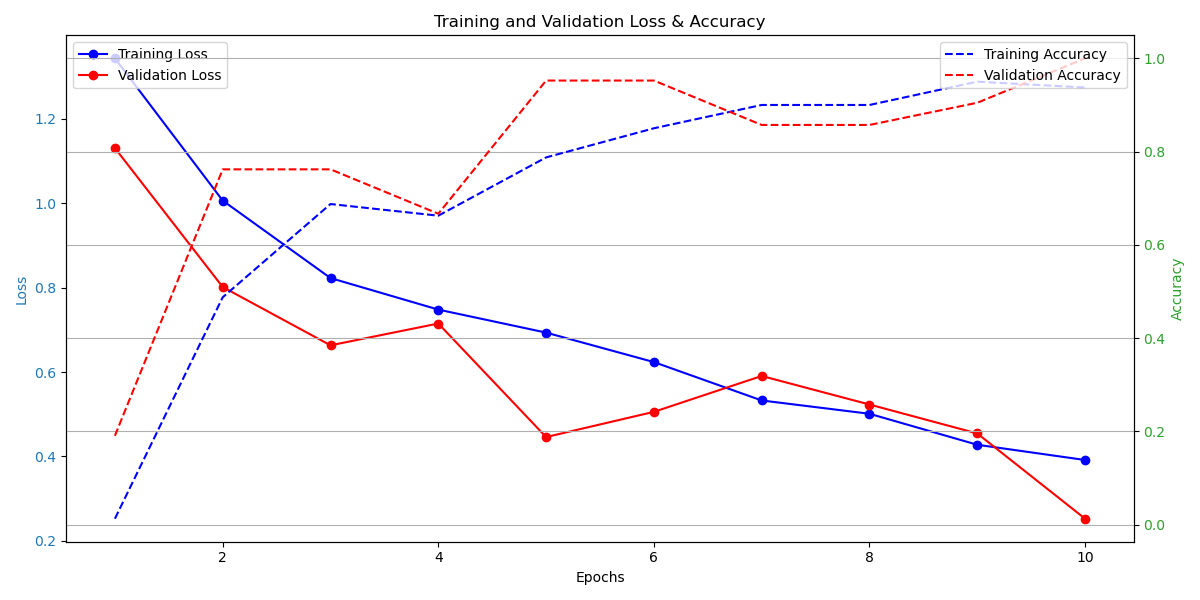 Training and Validation Loss & Accuracy
Training Loss
Validation Loss
Training Accuracy
Validation Accuracy
Loss
1.2
1.0
0.8
0.6
0.4
0.2
1.0
0.8
0.6
0.4
0.2
0.0
Accuracy
2 4 6 8 10
Epochs